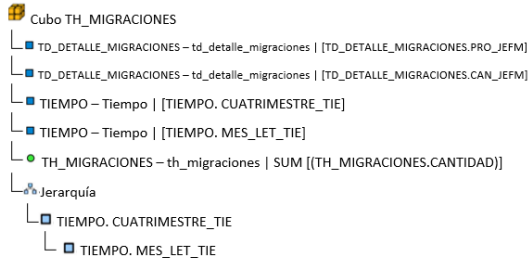 Cubo TH_MIGRACIONES
TD_DETALLE_MIGRACIONES – td_detalle_migraciones | [TD_DETALLE_MIGRACIONES.PRO_JEFM]
TD_DETALLE_MIGRACIONES – td_detalle_migraciones | [TD_DETALLE_MIGRACIONES.CAN_JEFM]
TIEMPO – Tiempo | [TIEMPO. CUATRIMESTRE_TIE]
TIEMPO – Tiempo | [TIEMPO. MES_LET_TIE]
TH_MIGRACIONES – th_migraciones | SUM [(TH_MIGRACIONES.CANTIDAD)]
Jerarquía
TIEMPO. CUATRIMESTRE_TIE
TIEMPO. MES_LET_TIE